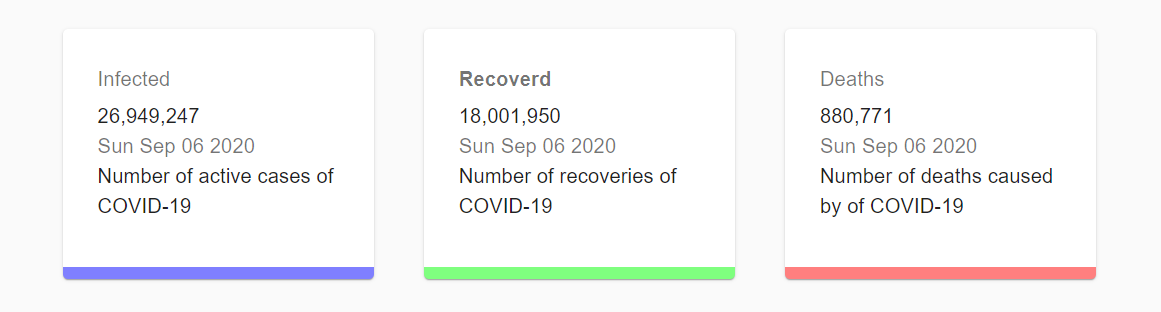 Infected
26,949,247
Sun Sep 06 2020
Number of active cases of
COVID-19
Recoverd
18,001,950
Sun Sep 06 2020
Number of recoveries of
COVID-19
Deaths
880,771
Sun Sep 06 2020
Number of deaths caused
by of COVID-19